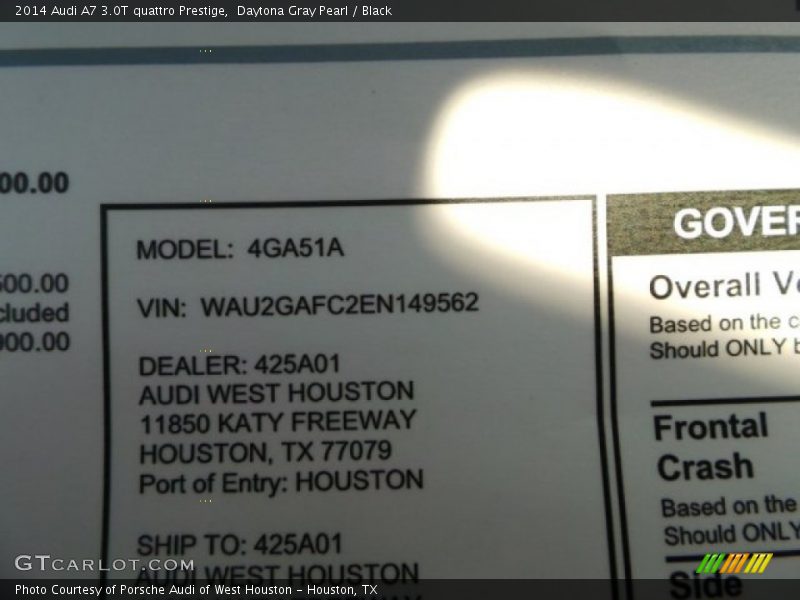 2014 Audi A7 3.0T quattro Prestige,  Daytona Gray Pearl / Black
00.00
500.00
cluded
900.00
MODEL: 4GA51A
VIN: WAU2GAFC2EN149562
DEALER: 425A01
AUDI WEST HOUSTON
11850 KATY FREEWAY
HOUSTON, TX 77079
Port of Entry: HOUSTON
SHIP TO: 425A01
AUDI WEST HOUSTON
GOVER
Overall Ve
Based on the c
Should ONLY b
Frontal
Crash
Based on the
Should ONLY
Side
GTCARLOT.COM
Photo Courtesy of Porsche Audi of West Houston - Houston, TX